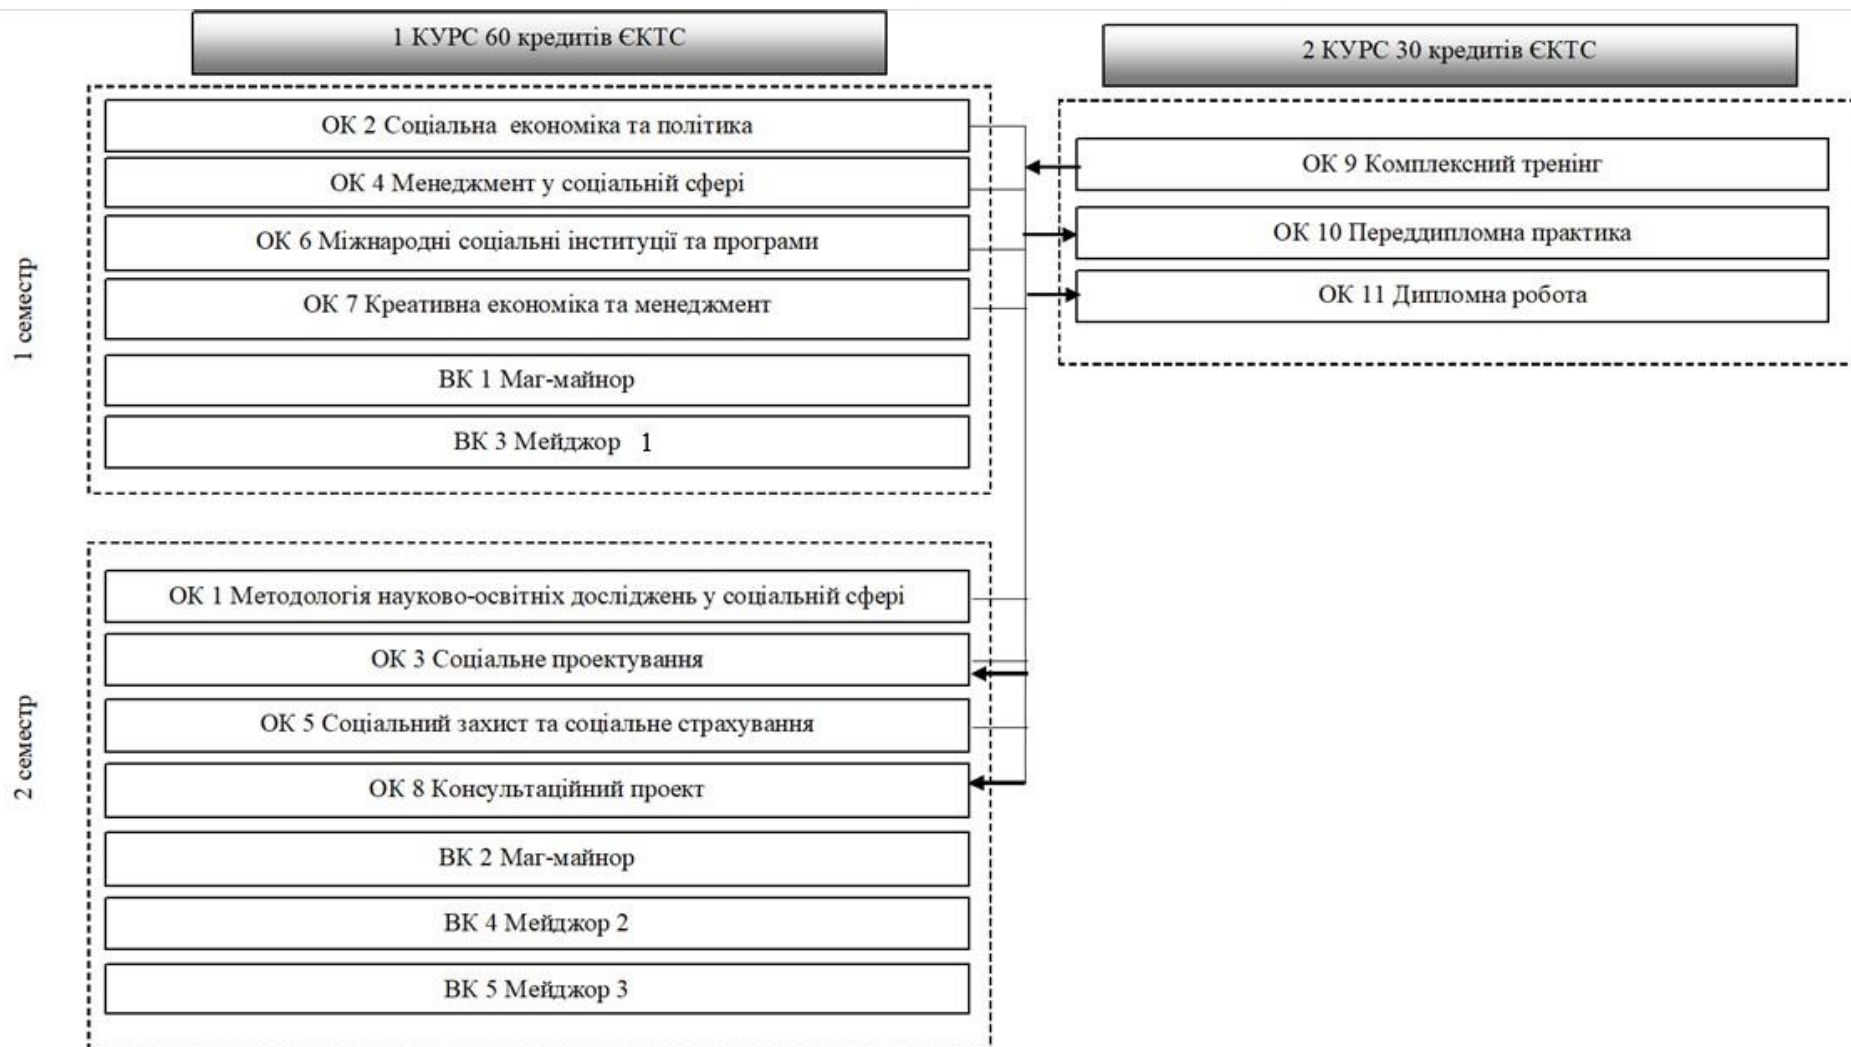 1 КУРС 60 кредитів ЄКТС
ОК 2 Соціальна економіка та політика
ОК 4 Менеджмент у соціальній сфері
ОК 6 Міжнародні соціальні інституції та програми
ОК 7 Креативна економіка та менеджмент
ВК 1 Маг-майнор
ВК 3 Мейджор 1
1 семестр
ОК 1 Методологія науково-освітніх досліджень у соціальній сфері
ОК 3 Соціальне проектування
ОК 5 Соціальний захист та соціальне страхування
ОК 8 Консультаційний проект
ВК 2 Маг-майнор
ВК 4 Мейджор 2
ВК 5 Мейджор 3
2 семестр
2 КУРС 30 кредитів ЄКТС
ОК 9 Комплексний тренінг
ОК 10 Переддипломна практика
ОК 11 Дипломна робота